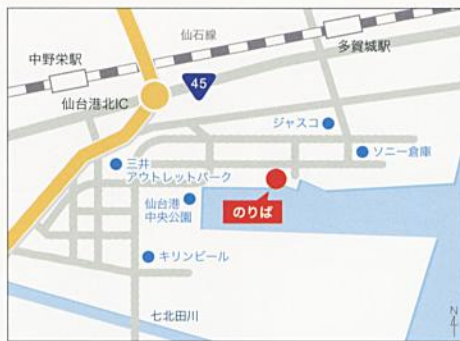 仙石線
多賀城駅
中野栄駅
45
仙台港北IC
ジャスコ
ソニー倉庫
三井
アウトレットパーク
仙台港
中央公園
のりば
キリンビール
七北田川
N